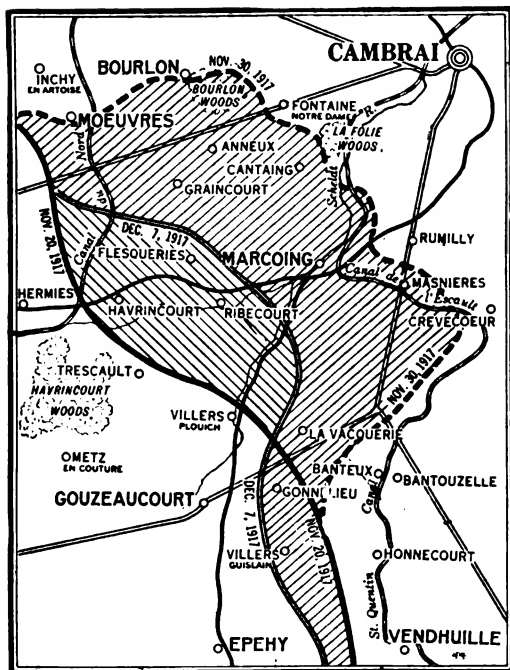 CAMBRAI
BOURLON
NOV. 30, 1917
INCHY
EN ARTOISE
BOURLON
WOODS
FONTAINE
NOTRE DAME
MOEUVRES
LA FOLIE
WOODS
R.
ANNEUX
CANTAING
Scheldt
GRAINCOURT
Canal du Nord
NOV. 20, 1917
DEC. 7, 1917
FLESQUERIES
MARCOING
RUMILLY
Canal de l'Escault
MASNIERES
HERMIES
HAVRINCOURT
RIBECOURT
CREVECOEUR
TRESCAULT
HAVRINCOURT
WOODS
NOV. 30, 1917
VILLERS
PLOUICH
LA VACQUERIE
METZ
EN COUTURE
BANTEUX
BANTOUZELLE
GOUZEAUCOURT
GONNELIEU
DEC. 7, 1917
NOV. 20, 1917
VILLERS
GUISLAIN
HONNECOURT
St. Quentin Canal
EPEHY
VENDHUILLE